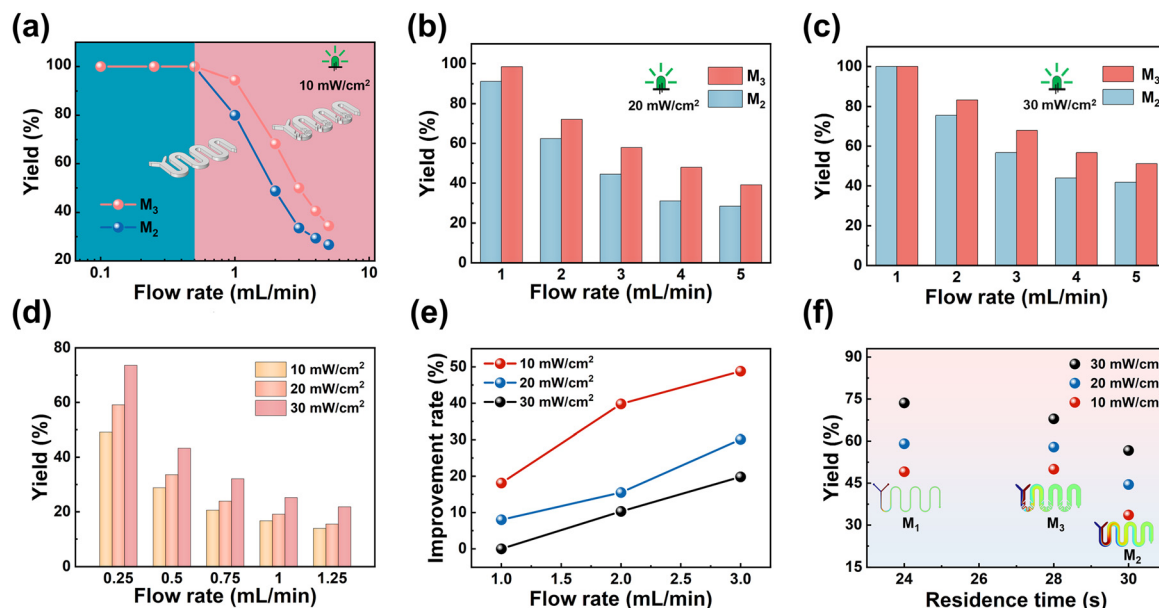 (a)
Yield (%)
100
80
60
40
20
10 mW/cm²
M₃
M₂
0.1
1
10
Flow rate (mL/min)
(b)
Yield (%)
100
80
60
40
20
0
M₃
M₂
20 mW/cm²
1
2
3
4
5
Flow rate (mL/min)
(c)
Yield (%)
100
80
60
40
20
0
M₃
M₂
30 mW/cm²
1
2
3
4
5
Flow rate (mL/min)
(d)
Yield (%)
80
60
40
20
0
10 mW/cm²
20 mW/cm²
30 mW/cm²
0.25
0.5
0.75
1
1.25
Flow rate (mL/min)
(e)
Improvement rate (%)
50
40
30
20
10
0
10 mW/cm²
20 mW/cm²
30 mW/cm²
1.0
1.5
2.0
2.5
3.0
Flow rate (mL/min)
(f)
Yield (%)
90
75
60
45
30
15
30 mW/cm²
20 mW/cm
10 mW/cm
M₁
M₃
M₂
24
26
28
30
Residence time (s)